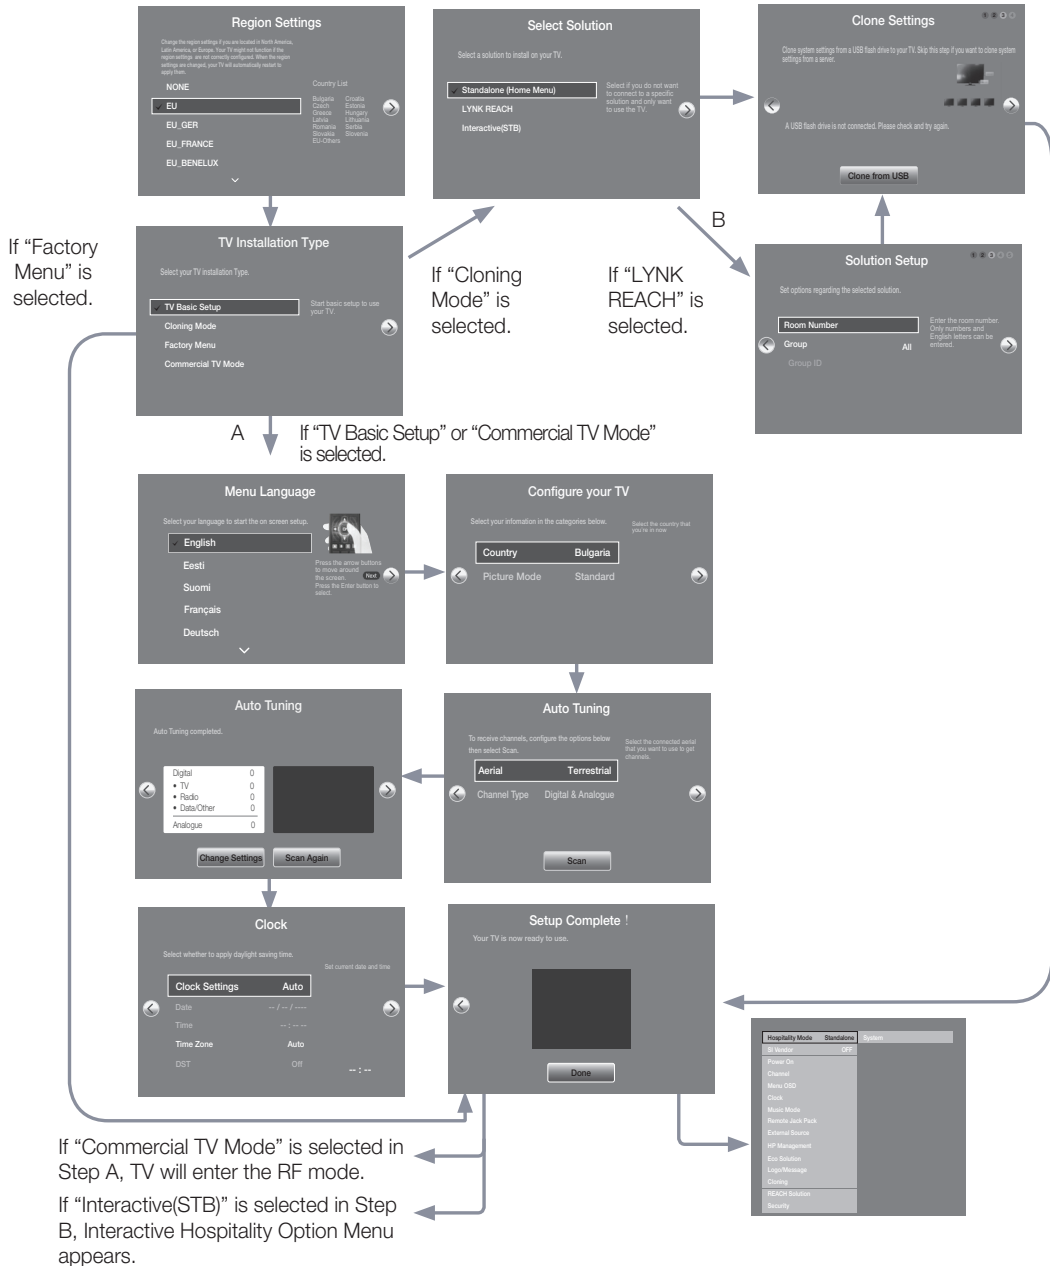 Region Settings
Change the region settings if you are located in North America,
Latin America, or Europe. Your TV might not function if the
region settings are not correctly configured. When the region
settings are changed, your TV will automatically restart to
apply them.
NONE
✓ EU
EU_GER
EU_FRANCE
EU_BENELUX
Country List
Bulgaria Croatia
Czech Estonia
Greece Hungary
Latvia Lithuania
Romania Serbia
Slovakia Slovenia
EU-Others
Select Solution
Select a solution to install on your TV.
✓ Standalone (Home Menu)
LYNK REACH
Interactive(STB)
Select if you do not want
to connect to a specific
solution and only want
to use the TV.
Clone Settings
1 2 3
Clone system settings from a USB flash drive to your TV. Skip this step if you want to clone system
settings from a server.
A USB flash drive is not connected. Please check and try again.
Clone from USB
If “Factory
Menu” is
selected.
TV Installation Type
Select your TV installation Type.
✓ TV Basic Setup
Cloning Mode
Factory Menu
Commercial TV Mode
Start basic setup to use
your TV.
If “Cloning
Mode” is
selected.
If “LYNK
REACH” is
selected.
B
Solution Setup
1 2 3
Set options regarding the selected solution.
Room Number
Group All
Group ID
Enter the room number.
Only numbers and
English letters can be
entered.
A
If “TV Basic Setup” or “Commercial TV Mode”
is selected.
Menu Language
Select your language to start the on screen setup.
✓ English
Eesti
Suomi
Français
Deutsch
Press the arrow buttons
to move around
the screen.
Press the Enter button to
select.
Next
Configure your TV
Select your infomation in the categories below.
Country Bulgaria
Picture Mode Standard
Select the country that
you’re in now
Auto Tuning
Auto Tuning completed.
Digital 0
• TV 0
• Radio 0
• Data/Other 0
Analogue 0
Change Settings Scan Again
Auto Tuning
To receive channels, configure the options below
then select Scan.
Aerial Terrestrial
Channel Type Digital & Analogue
Select the connected aerial
that you want to use to get
channels.
Scan
Clock
Select whether to apply daylight saving time.
Clock Settings Auto
Date -- / -- / ----
Time -- : -- --
Time Zone Auto
DST Off
Set current date and time
-- : --
Setup Complete !
Your TV is now ready to use.
Done
Hospitality Mode Standalone System
SI Vendor OFF
Power On
Channel
Menu OSD
Clock
Music Mode
Remote Jack Pack
External Source
HP Management
Eco Solution
Logo/Message
Cloning
REACH Solution
Security
If “Commercial TV Mode” is selected in
Step A, TV will enter the RF mode.
If “Interactive(STB)” is selected in Step
B, Interactive Hospitality Option Menu
appears.